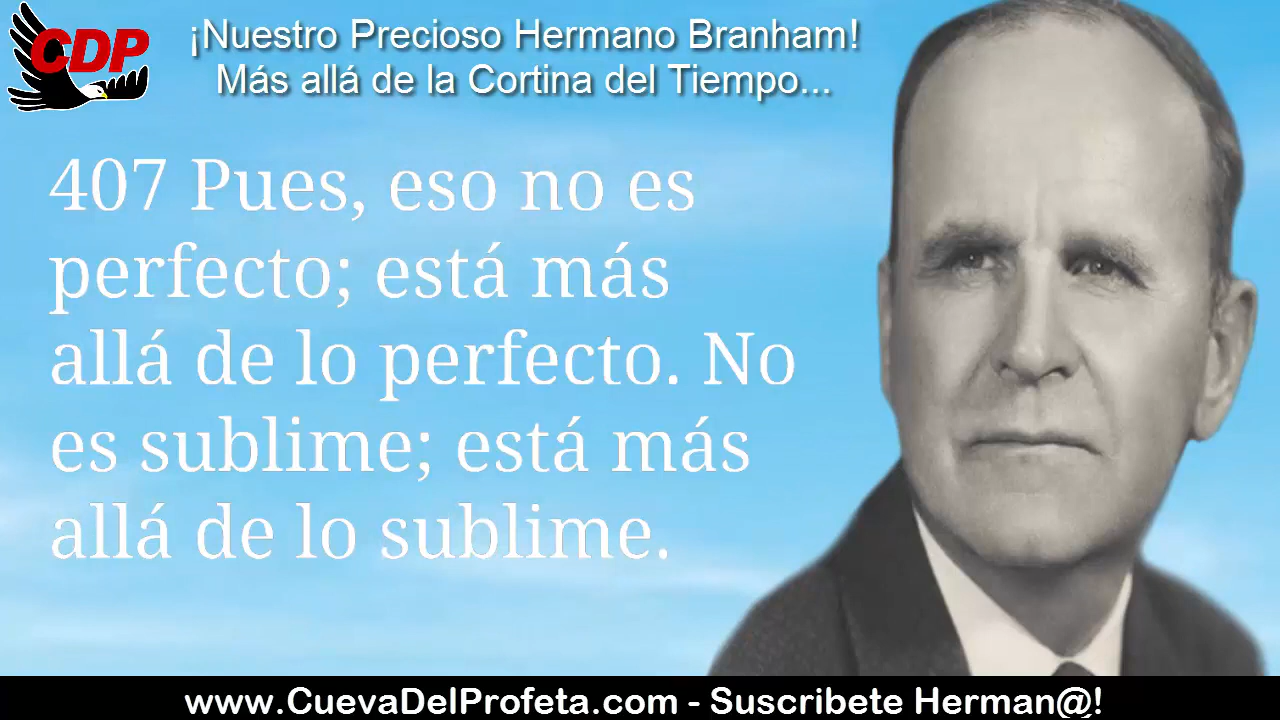 CDP
¡Nuestro Precioso Hermano Branham!
Más allá de la Cortina del Tiempo...
407 Pues, eso no es
perfecto; está más
allá de lo perfecto. No
es sublime; está más
allá de lo sublime.
www.CuevaDelProfeta.com - Suscribete Herman@!